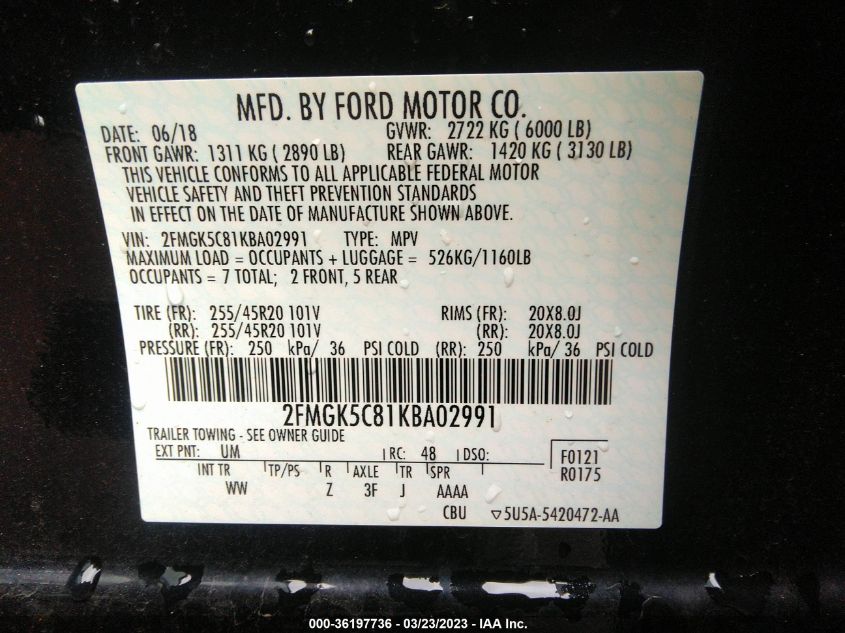 MFD. BY FORD MOTOR CO.
DATE: 06/18 GVWR: 2722 KG ( 6000 LB)
FRONT GAWR: 1311 KG ( 2890 LB) REAR GAWR: 1420 KG ( 3130 LB)
THIS VEHICLE CONFORMS TO ALL APPLICABLE FEDERAL MOTOR
VEHICLE SAFETY AND THEFT PREVENTION STANDARDS
IN EFFECT ON THE DATE OF MANUFACTURE SHOWN ABOVE.
VIN: 2FMGK5C81KBA02991 TYPE: MPV
MAXIMUM LOAD = OCCUPANTS + LUGGAGE = 526KG/1160LB
OCCUPANTS = 7 TOTAL; 2 FRONT, 5 REAR
TIRE (FR): 255/45R20 101V RIMS (FR): 20X8.0J
(RR): 255/45R20 101V (RR): 20X8.0J
PRESSURE (FR): 250 kPa/ 36 PSI COLD (RR): 250 kPa/ 36 PSI COLD
2FMGK5C81KBA02991
TRAILER TOWING - SEE OWNER GUIDE
EXT PNT: UM RC: 48 DSO: F0121
R0175
INT TR TP/PS R AXLE TR SPR
WW Z 3F J AAAA
CBU ▽5U5A-5420472-AA
000-36197736 - 03/23/2023 - IAA Inc.